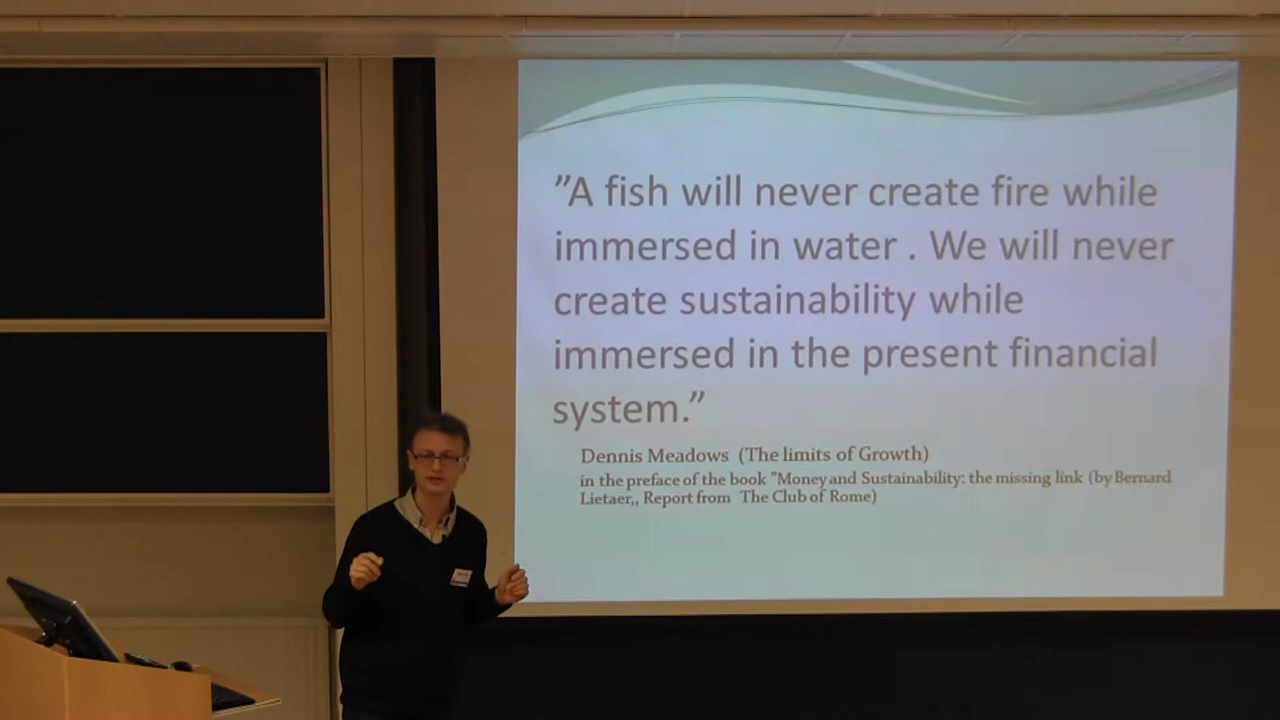 ”A fish will never create fire while
immersed in water . We will never
create sustainability while
immersed in the present financial
system.”
Dennis Meadows (The limits of Growth)
in the preface of the book ”Money and Sustainability: the missing link (by Bernard
Lietaer,, Report from The Club of Rome)